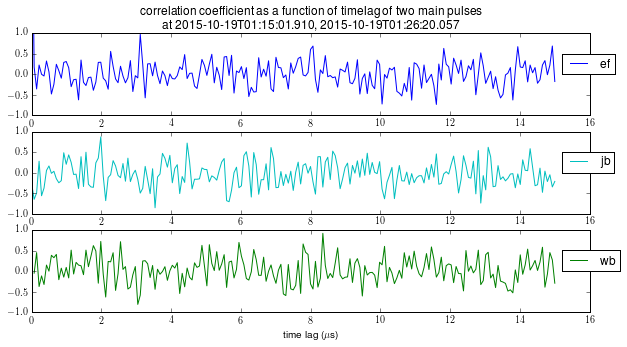 correlation coefficient as a function of timelag of two main pulses
at 2015-10-19T01:15:01.910, 2015-10-19T01:26:20.057
1.0
0.5
0.0
−0.5
−1.0
0 2 4 6 8 10 12 14 16
ef
1.0
0.5
0.0
−0.5
−1.0
0 2 4 6 8 10 12 14 16
jb
1.0
0.5
0.0
−0.5
−1.0
0 2 4 6 8 10 12 14 16
wb
time lag (μs)